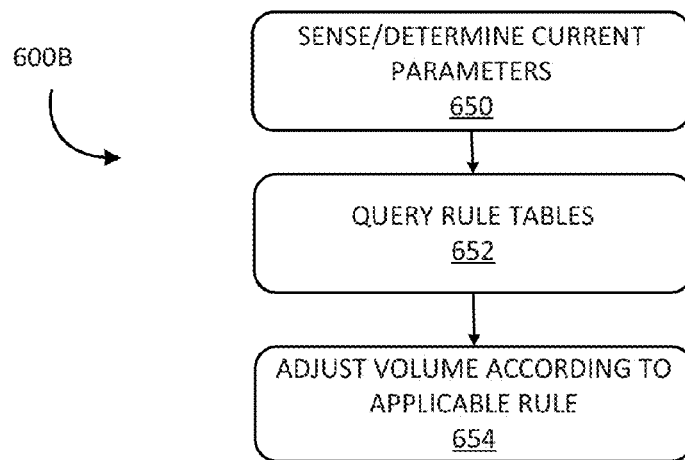 600B
SENSE/DETERMINE CURRENT
PARAMETERS
650
QUERY RULE TABLES
652
ADJUST VOLUME ACCORDING TO
APPLICABLE RULE
654